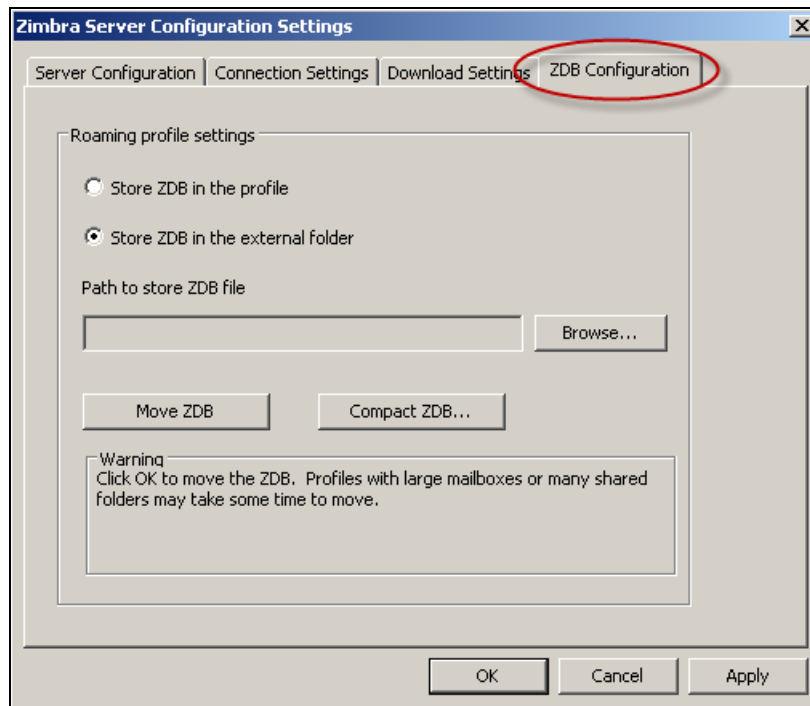 Zimbra Server Configuration Settings
Server Configuration
Connection Settings
Download Settings
ZDB Configuration
Roaming profile settings
Store ZDB in the profile
Store ZDB in the external folder
Path to store ZDB file
Browse...
Move ZDB
Compact ZDB...
Warning
Click OK to move the ZDB. Profiles with large mailboxes or many shared
folders may take some time to move.
OK
Cancel
Apply